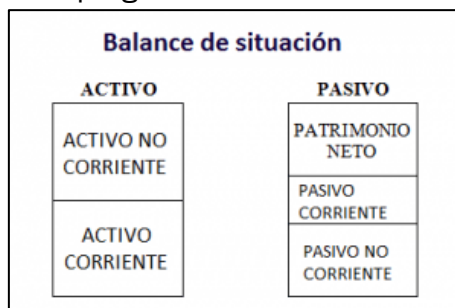 Balance de situación
ACTIVO
ACTIVO NO
CORRIENTE
ACTIVO
CORRIENTE
PASIVO
PATRIMONIO
NETO
PASIVO
CORRIENTE
PASIVO NO
CORRIENTE